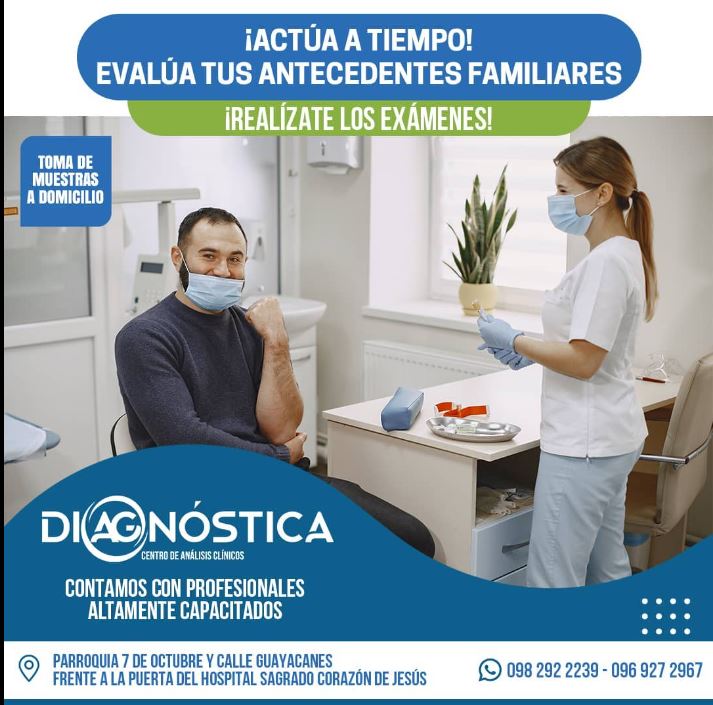 ¡ACTÚA A TIEMPO!
EVALÚA TUS ANTECEDENTES FAMILIARES
¡REALÍZATE LOS EXÁMENES!
TOMA DE
MUESTRAS
A DOMICILIO
DIAGNÓSTICA
CENTRO DE ANÁLISIS CLÍNICOS
CONTAMOS CON PROFESIONALES
ALTAMENTE CAPACITADOS
PARROQUIA 7 DE OCTUBRE Y CALLE GUAYACANES
FRENTE A LA PUERTA DEL HOSPITAL SAGRADO CORAZÓN DE JESÚS
098 292 2239 - 096 927 2967